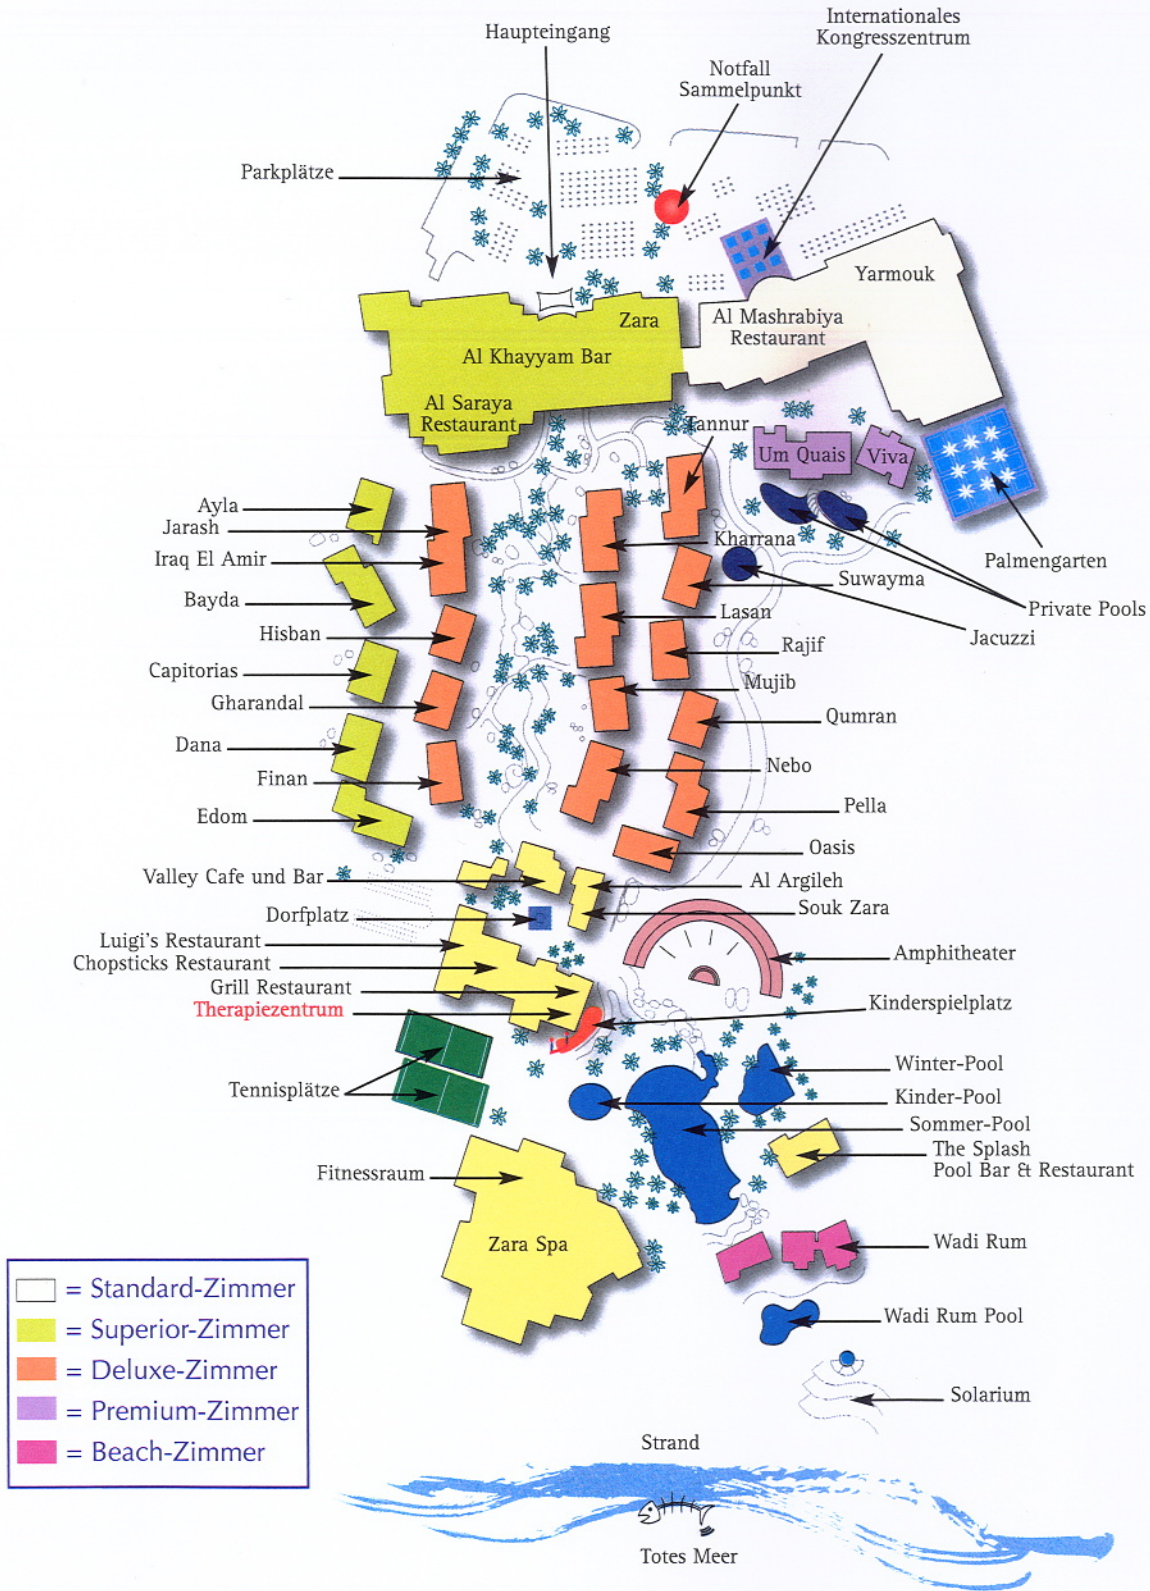 Internationales
Kongresszentrum
Haupteingang
Notfall
Sammelpunkt
Parkplätze
Yarmouk
Zara
Al Mashrabiya
Restaurant
Al Khayyam Bar
Al Saraya
Restaurant
Tannur
Um Quais
Viva
Ayla
Jarash
Iraq El Amir
Bayda
Hisban
Capitorias
Gharandal
Dana
Finan
Edom
Kharrana
Suwayma
Lasan
Rajif
Mujib
Qumran
Nebo
Pella
Oasis
Palmengarten
Private Pools
Jacuzzi
Valley Cafe und Bar
Dorfplatz
Luigi's Restaurant
Chopsticks Restaurant
Grill Restaurant
Therapiezentrum
Tennisplätze
Fitnessraum
Zara Spa
Al Argileh
Souk Zara
Amphitheater
Kinderspielplatz
Winter-Pool
Kinder-Pool
Sommer-Pool
The Splash
Pool Bar & Restaurant
Wadi Rum
Wadi Rum Pool
Solarium
= Standard-Zimmer
= Superior-Zimmer
= Deluxe-Zimmer
= Premium-Zimmer
= Beach-Zimmer
Strand
Totes Meer